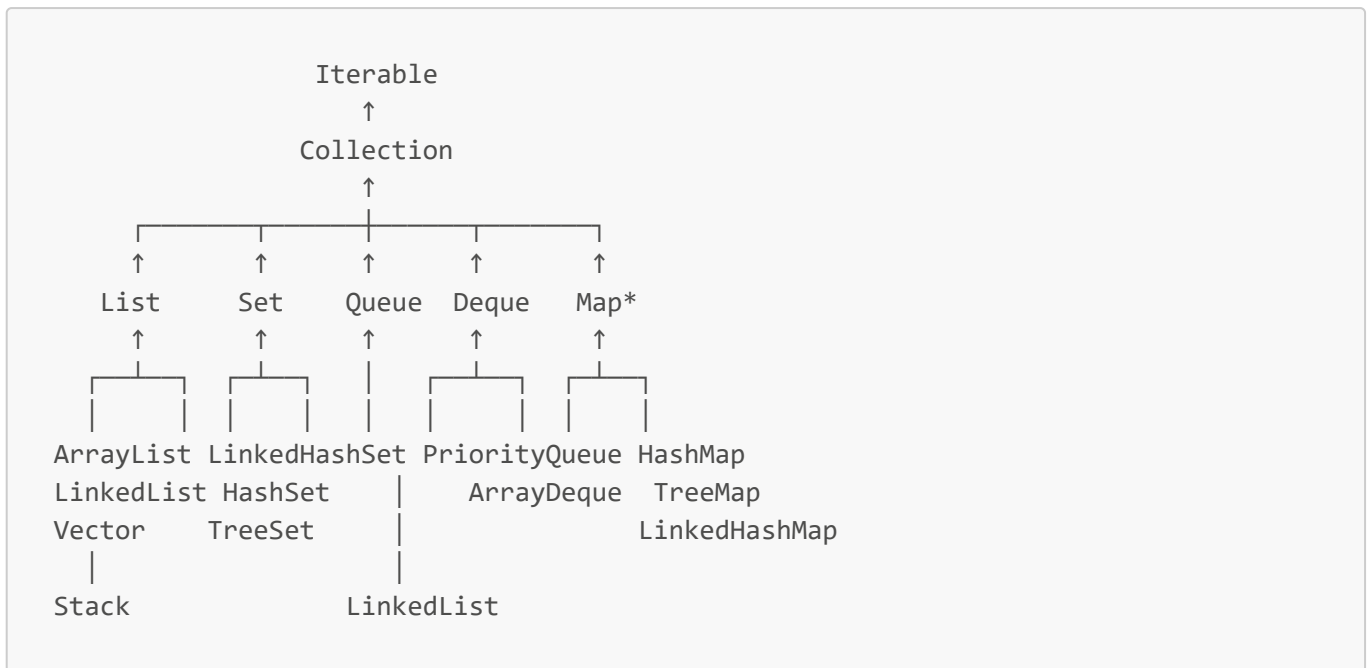 Iterable
↑
Collection
↑
↑ ↑ ↑ ↑ ↑
List Set Queue Deque Map*
↑ ↑ ↑ ↑ ↑
ArrayList LinkedHashSet PriorityQueue HashMap
LinkedList HashSet ArrayDeque TreeMap
Vector TreeSet LinkedHashMap
Stack LinkedList